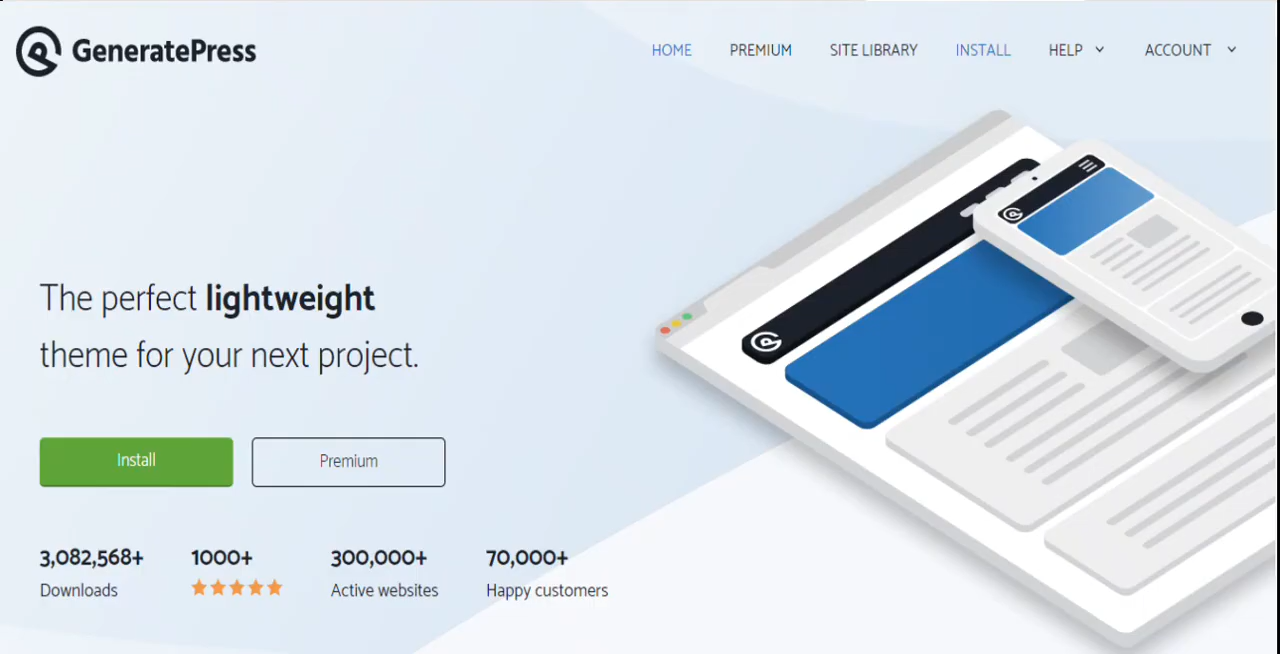 GeneratePress
HOME PREMIUM SITE LIBRARY INSTALL HELP ACCOUNT
The perfect lightweight
theme for your next project.
Install Premium
3,082,568+ 1000+ 300,000+ 70,000+
Downloads Active websites Happy customers